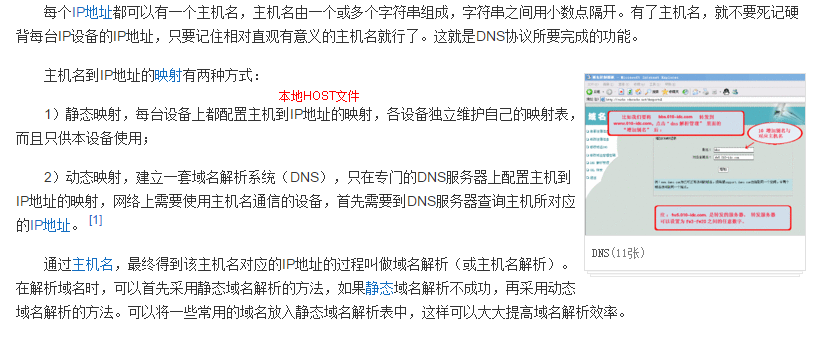 每个IP地址都可以有一个主机名，主机名由一个或多个字符串组成，字符串之间用小数点隔开。有了主机名，就不要死记硬
背每台IP设备的IP地址，只要记住相对直观有意义的主机名就行了。这就是DNS协议所要完成的功能。
主机名到IP地址的映射有两种方式：
本地HOST文件
1）静态映射，每台设备上都配置主机到IP地址的映射，各设备独立维护自己的映射表，
而且只供本设备使用；
2）动态映射，建立一套域名解析系统（DNS），只在专门的DNS服务器上配置主机到
IP地址的映射，网络上需要使用主机名通信的设备，首先需要到DNS服务器查询主机所对应
的IP地址。 [1]
通过主机名，最终得到该主机名对应的IP地址的过程叫做域名解析（或主机名解析）。
在解析域名时，可以首先采用静态域名解析的方法，如果静态域名解析不成功，再采用动态
域名解析的方法。可以将一些常用的域名放入静态域名解析表中，这样可以大大提高域名解析效率。
Microsoft Internet Explorer
域名
DNS(11张)